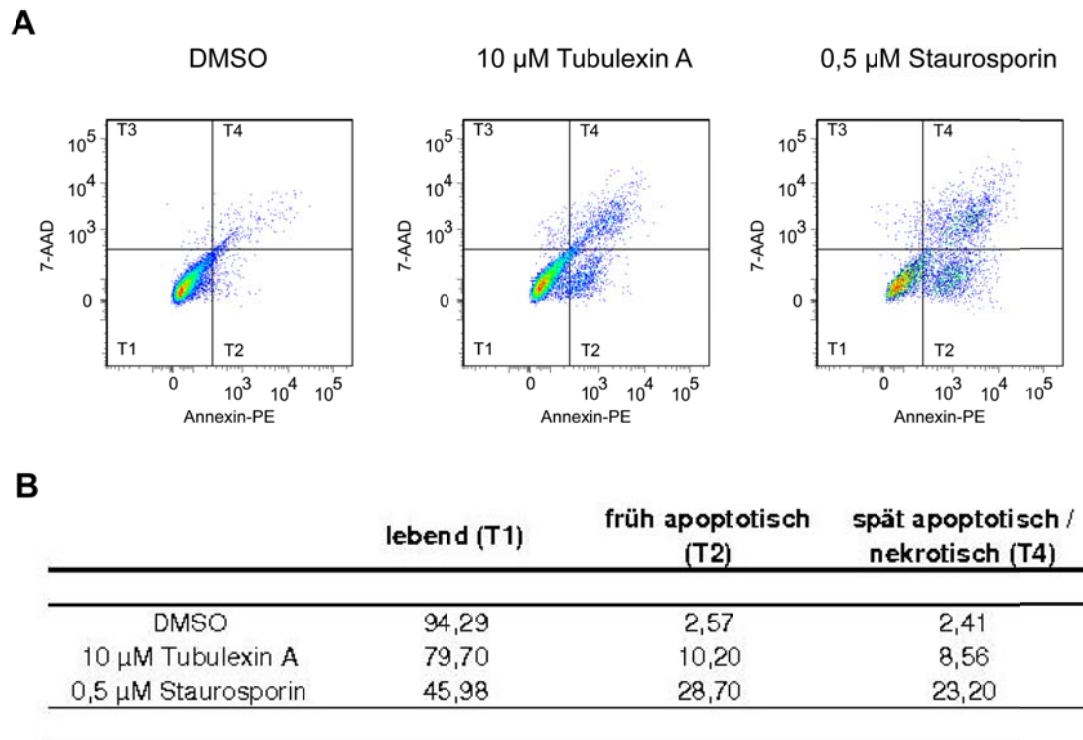 A
DMSO
10 µM Tubulexin A
0,5 µM Staurosporin
T3 T4
10⁵
10⁴
10³
0
7-AAD
T1 T2
0 10³ 10⁴ 10⁵
Annexin-PE
T3 T4
10⁵
10⁴
10³
0
7-AAD
T1 T2
0 10³ 10⁴ 10⁵
Annexin-PE
T3 T4
10⁵
10⁴
10³
0
7-AAD
T1 T2
0 10³ 10⁴ 10⁵
Annexin-PE
B
lebend (T1)
früh apoptotisch
(T2)
spät apoptotisch /
nekrotisch (T4)
DMSO 94,29 2,57 2,41
10 µM Tubulexin A 79,70 10,20 8,56
0,5 µM Staurosporin 45,98 28,70 23,20